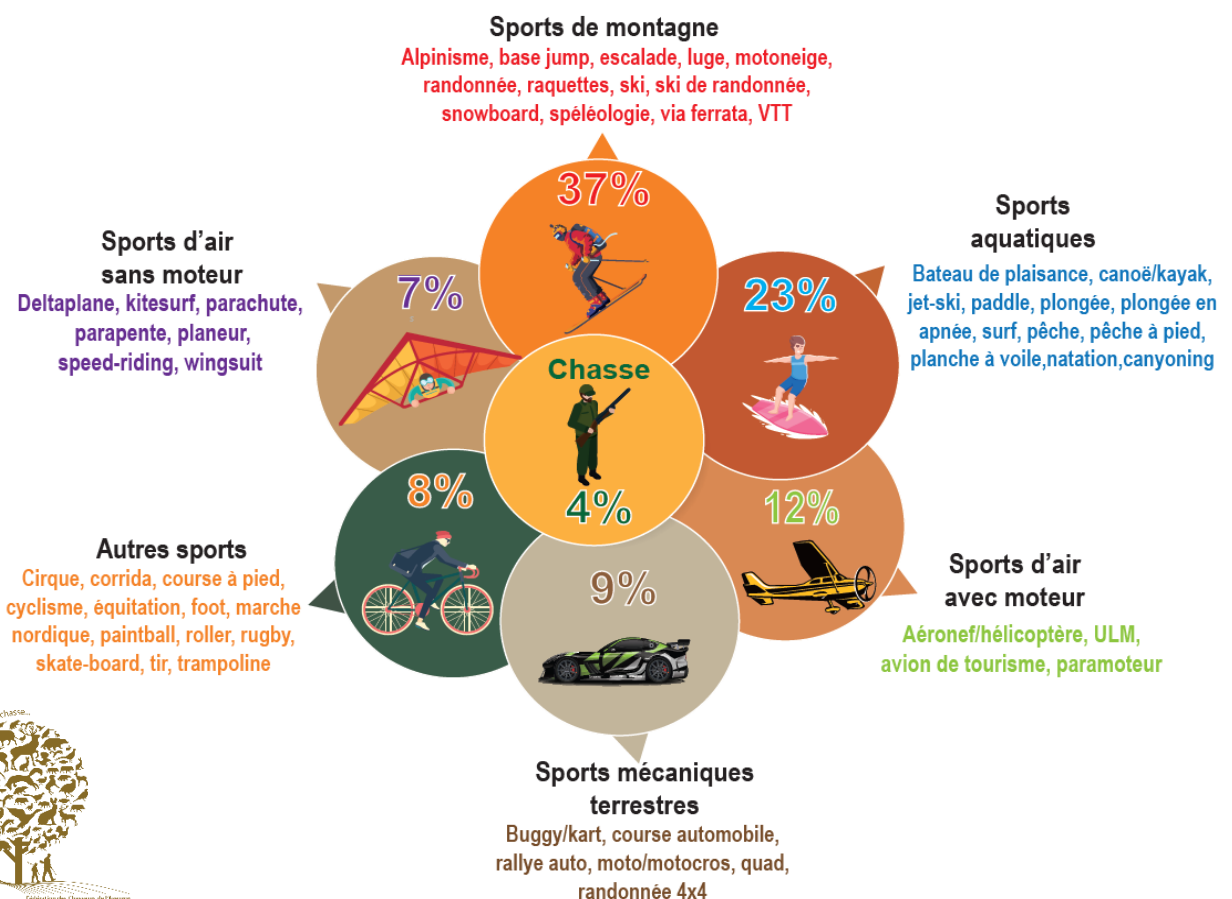 Sports de montagne
Alpinisme, base jump, escalade, luge, motoneige,
randonnée, raquettes, ski, ski de randonnée,
snowboard, spéléologie, via ferrata, VTT
37%
Sports d’air
sans moteur
Deltaplane, kitesurf, parachute,
parapente, planeur,
speed-riding, wingsuit
7%
Sports
aquatiques
Bateau de plaisance, canoë/kayak,
jet-ski, paddle, plongée, plongée en
apnée, surf, pêche, pêche à pied,
planche à voile,natation,canyoning
23%
Chasse
4%
Autres sports
Cirque, corrida, course à pied,
cyclisme, équitation, foot, marche
nordique, paintball, roller, rugby,
skate-board, tir, trampoline
8%
12%
Sports d’air
avec moteur
Aéronef/hélicoptère, ULM,
avion de tourisme, paramoteur
9%
Sports mécaniques
terrestres
Buggy/kart, course automobile,
rallye auto, moto/motocros, quad,
randonnée 4x4
chasse...